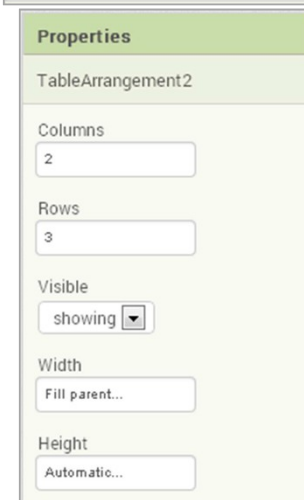 Properties
TableArrangement2
Columns
2
Rows
3
Visible
showing
Width
Fill parent...
Height
Automatic...